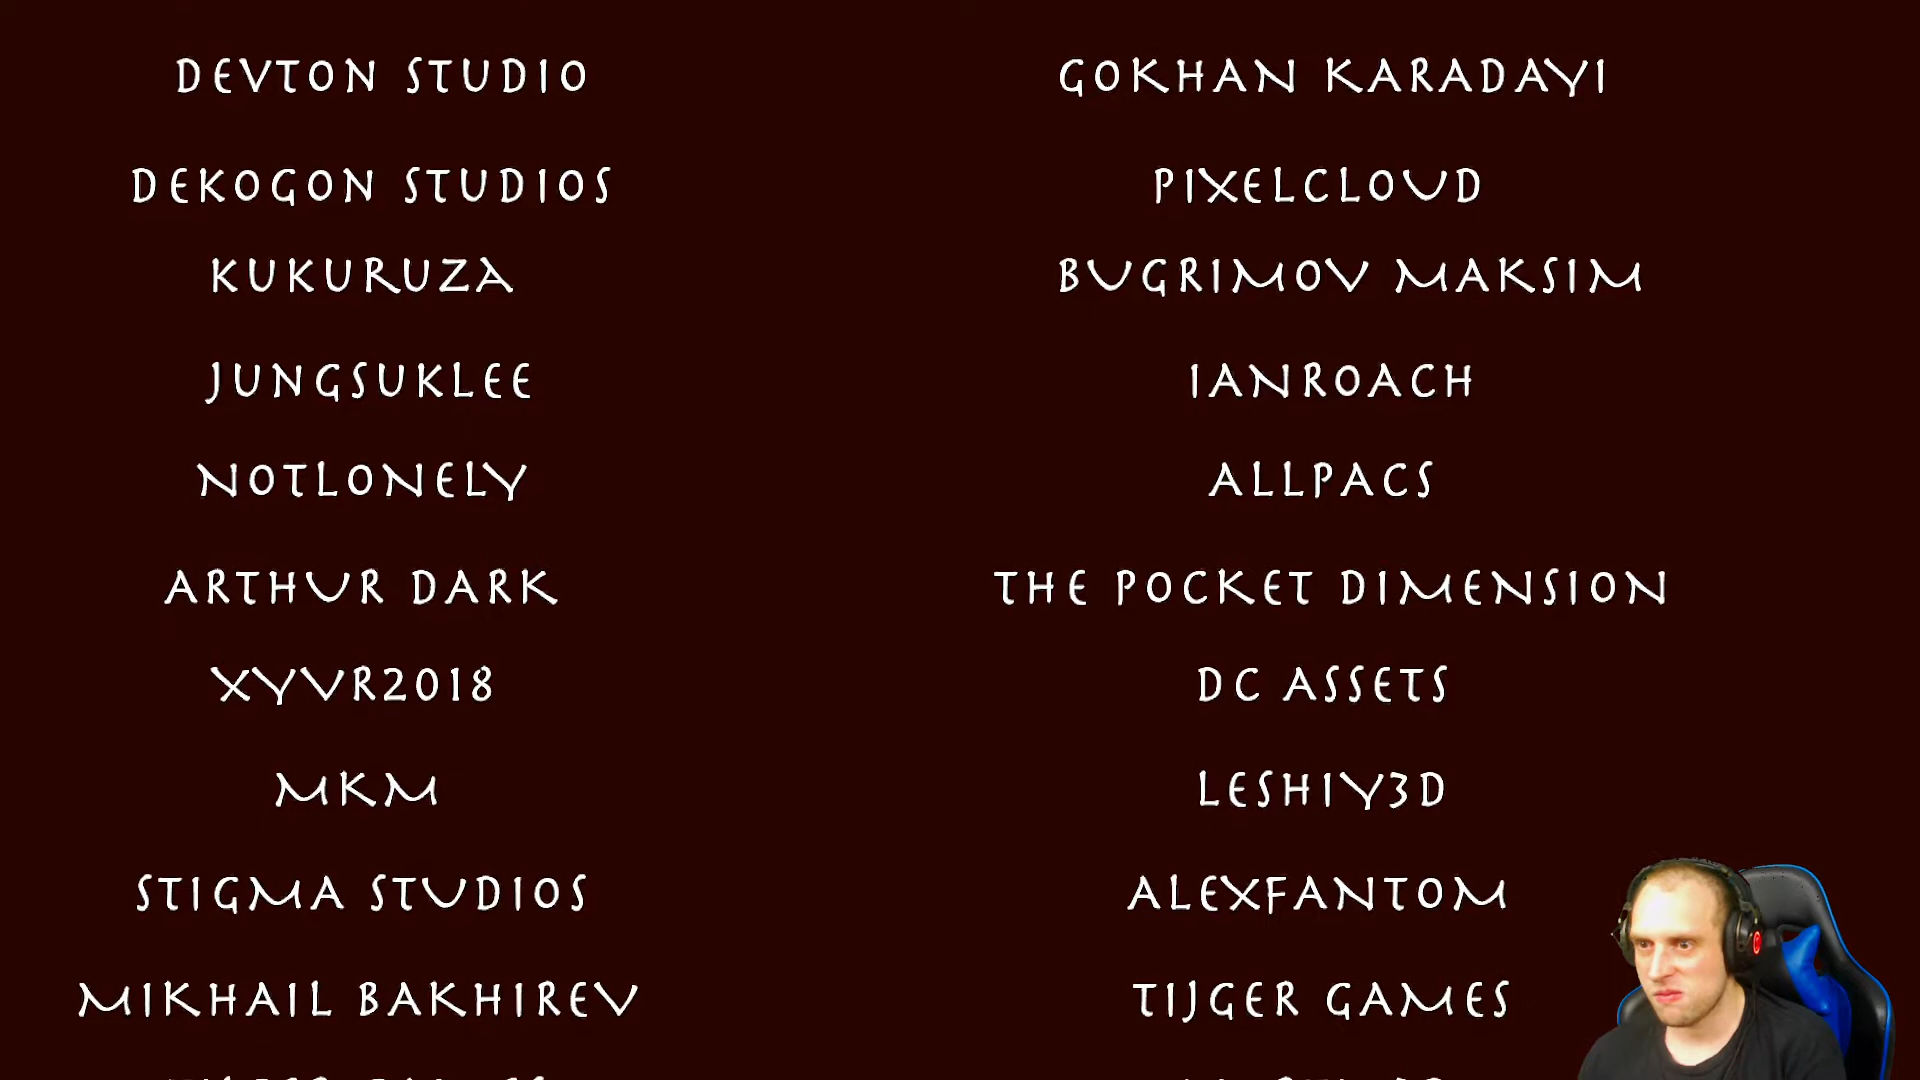 DEVTON STUDIO
GOKHAN KARADAYI
DEKOGON STUDIOS
PIXELCLOUD
KUKURUZA
BUGRIMOV MAKSIM
JUNGSUKLEE
IANROACH
NOTLONELY
ALLPACS
ARTHUR DARK
THE POCKET DIMENSION
XYVR2018
DC ASSETS
MKM
LESHIY3D
STIGMA STUDIOS
ALEXFANTOM
MIKHAIL BAKHIREV
TIJGER GAMES